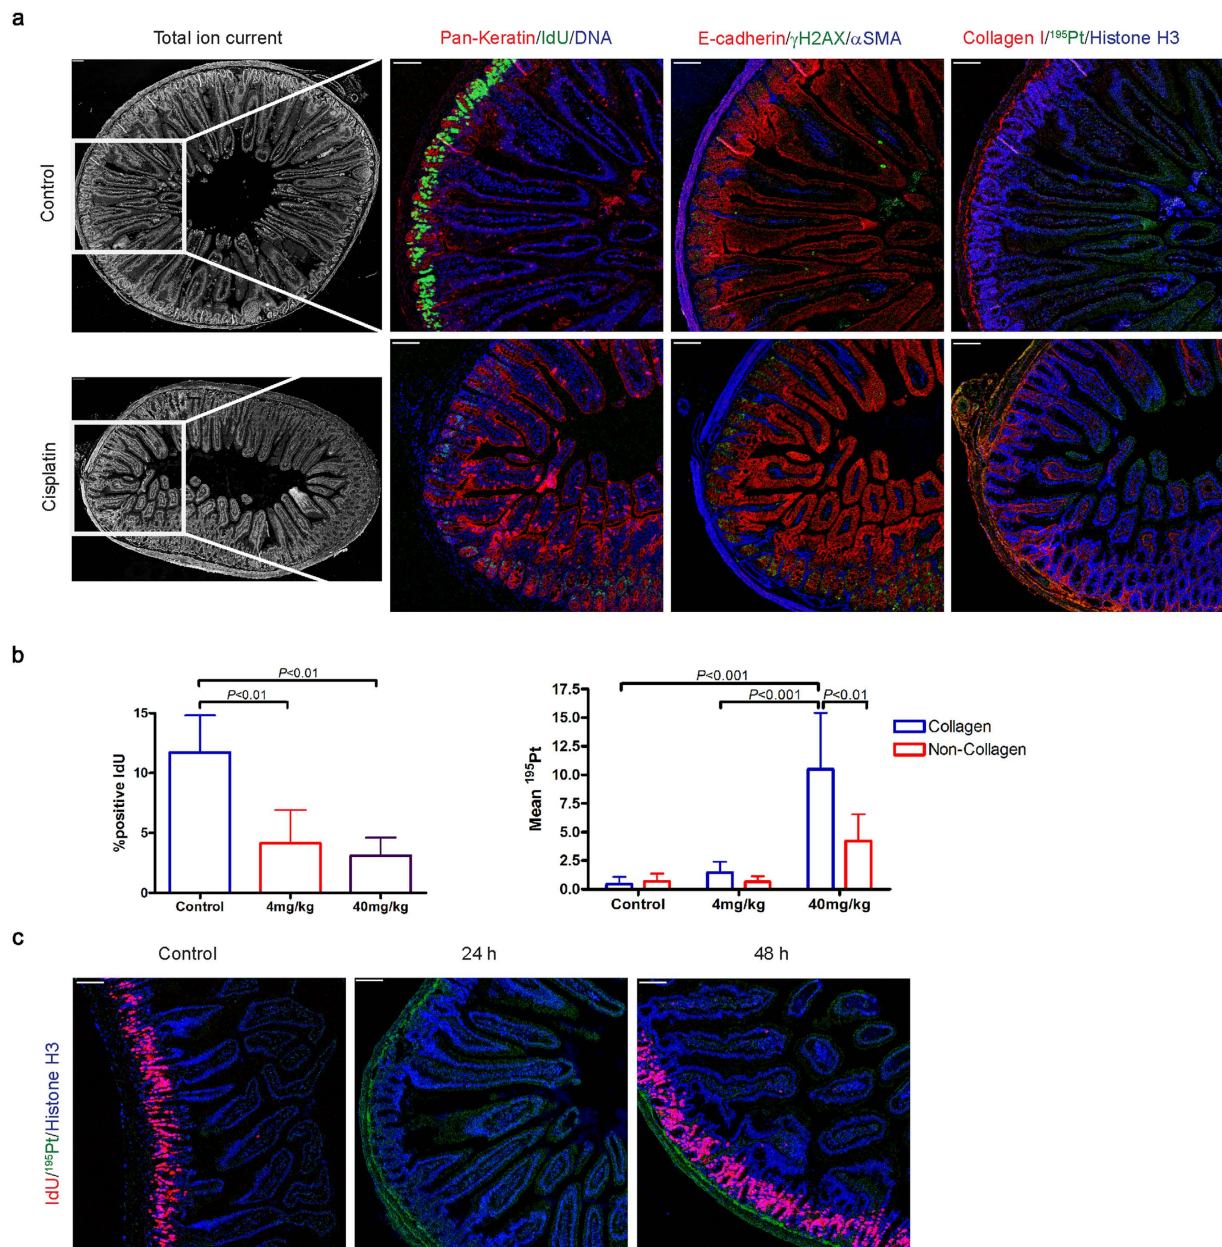 a
Total ion current
Pan-Keratin/IdU/DNA
E-cadherin/γH2AX/αSMA
Collagen I/¹⁹⁵Pt/Histone H3
Control
Cisplatin
b
P<0.01
P<0.01
%positive IdU
15
10
5
0
Control 4mg/kg 40mg/kg
P<0.001
P<0.001 P<0.01
Mean ¹⁹⁵Pt
17.5
15.0
12.5
10.0
7.5
5.0
2.5
0.0
Control 4mg/kg 40mg/kg
Collagen
Non-Collagen
c
Control 24 h 48 h
IdU/¹⁹⁵Pt/Histone H3